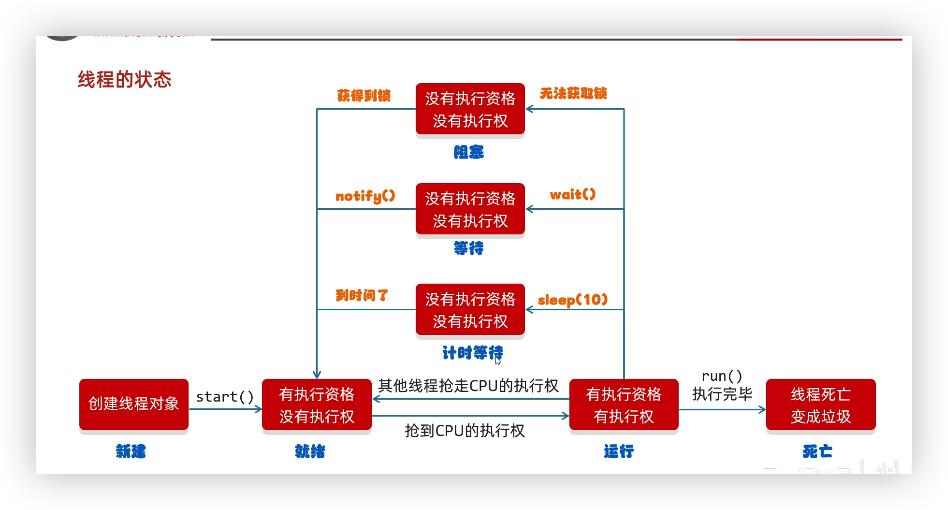 线程的状态
获得到锁
没有执行资格
没有执行权
无法获取锁
阻塞
notify()
没有执行资格
没有执行权
wait()
等待
到时间了
没有执行资格
没有执行权
sleep(10)
计时等待
创建线程对象
start()
有执行资格
没有执行权
其他线程抢走CPU的执行权
抢到CPU的执行权
有执行资格
有执行权
run()
执行完毕
线程死亡
变成垃圾
新建
就绪
运行
死亡